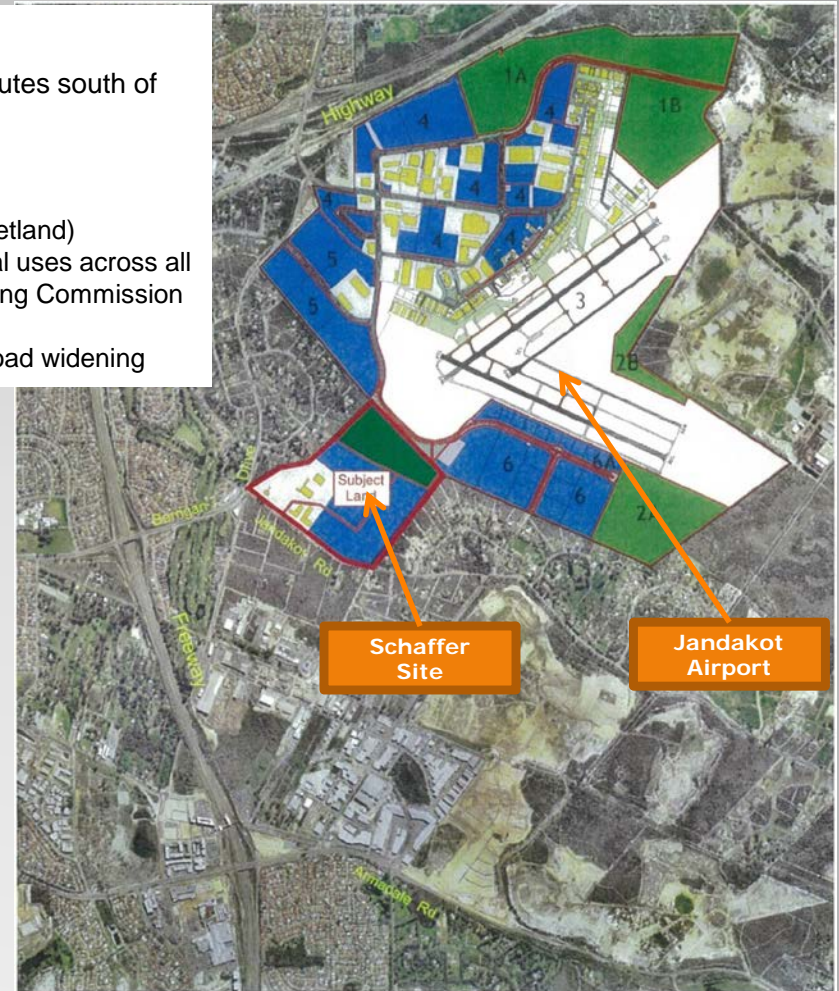 utes south of
etland)
al uses across all
ing Commission
oad widening
Highway
1A
1B
4
4
4
4
4
4
4
5
5
3
2B
6
6A
6
2A
Subject
Land
Berrigan
Drive
Jandakot Rd
Freeway
Schaffer
Site
Jandakot
Airport
Armadale Rd